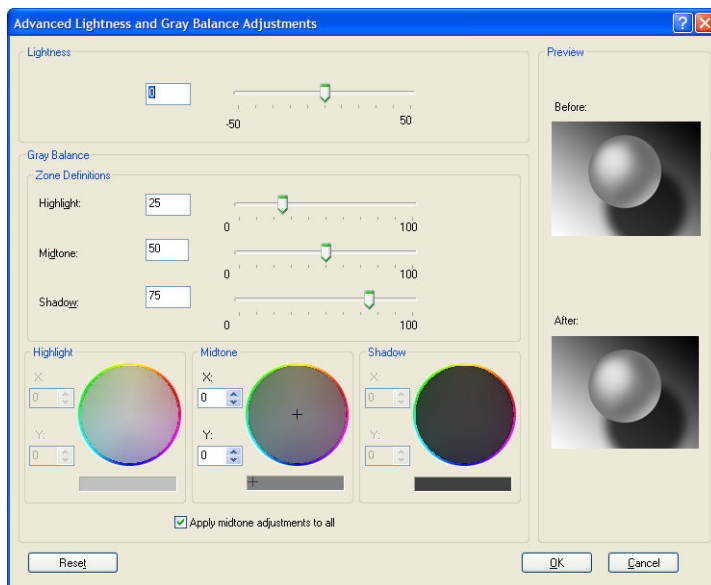 Advanced Lightness and Gray Balance Adjustments
Lightness
0
-50 50
Gray Balance
Zone Definitions
Highlight: 25
0 100
Midtone: 50
0 100
Shadow: 75
0 100
Highlight
X:
0
Y:
0
Midtone
X:
0
Y:
0
Shadow
X:
0
Y:
0
Apply midtone adjustments to all
Preview
Before:
After:
Reset
OK
Cancel